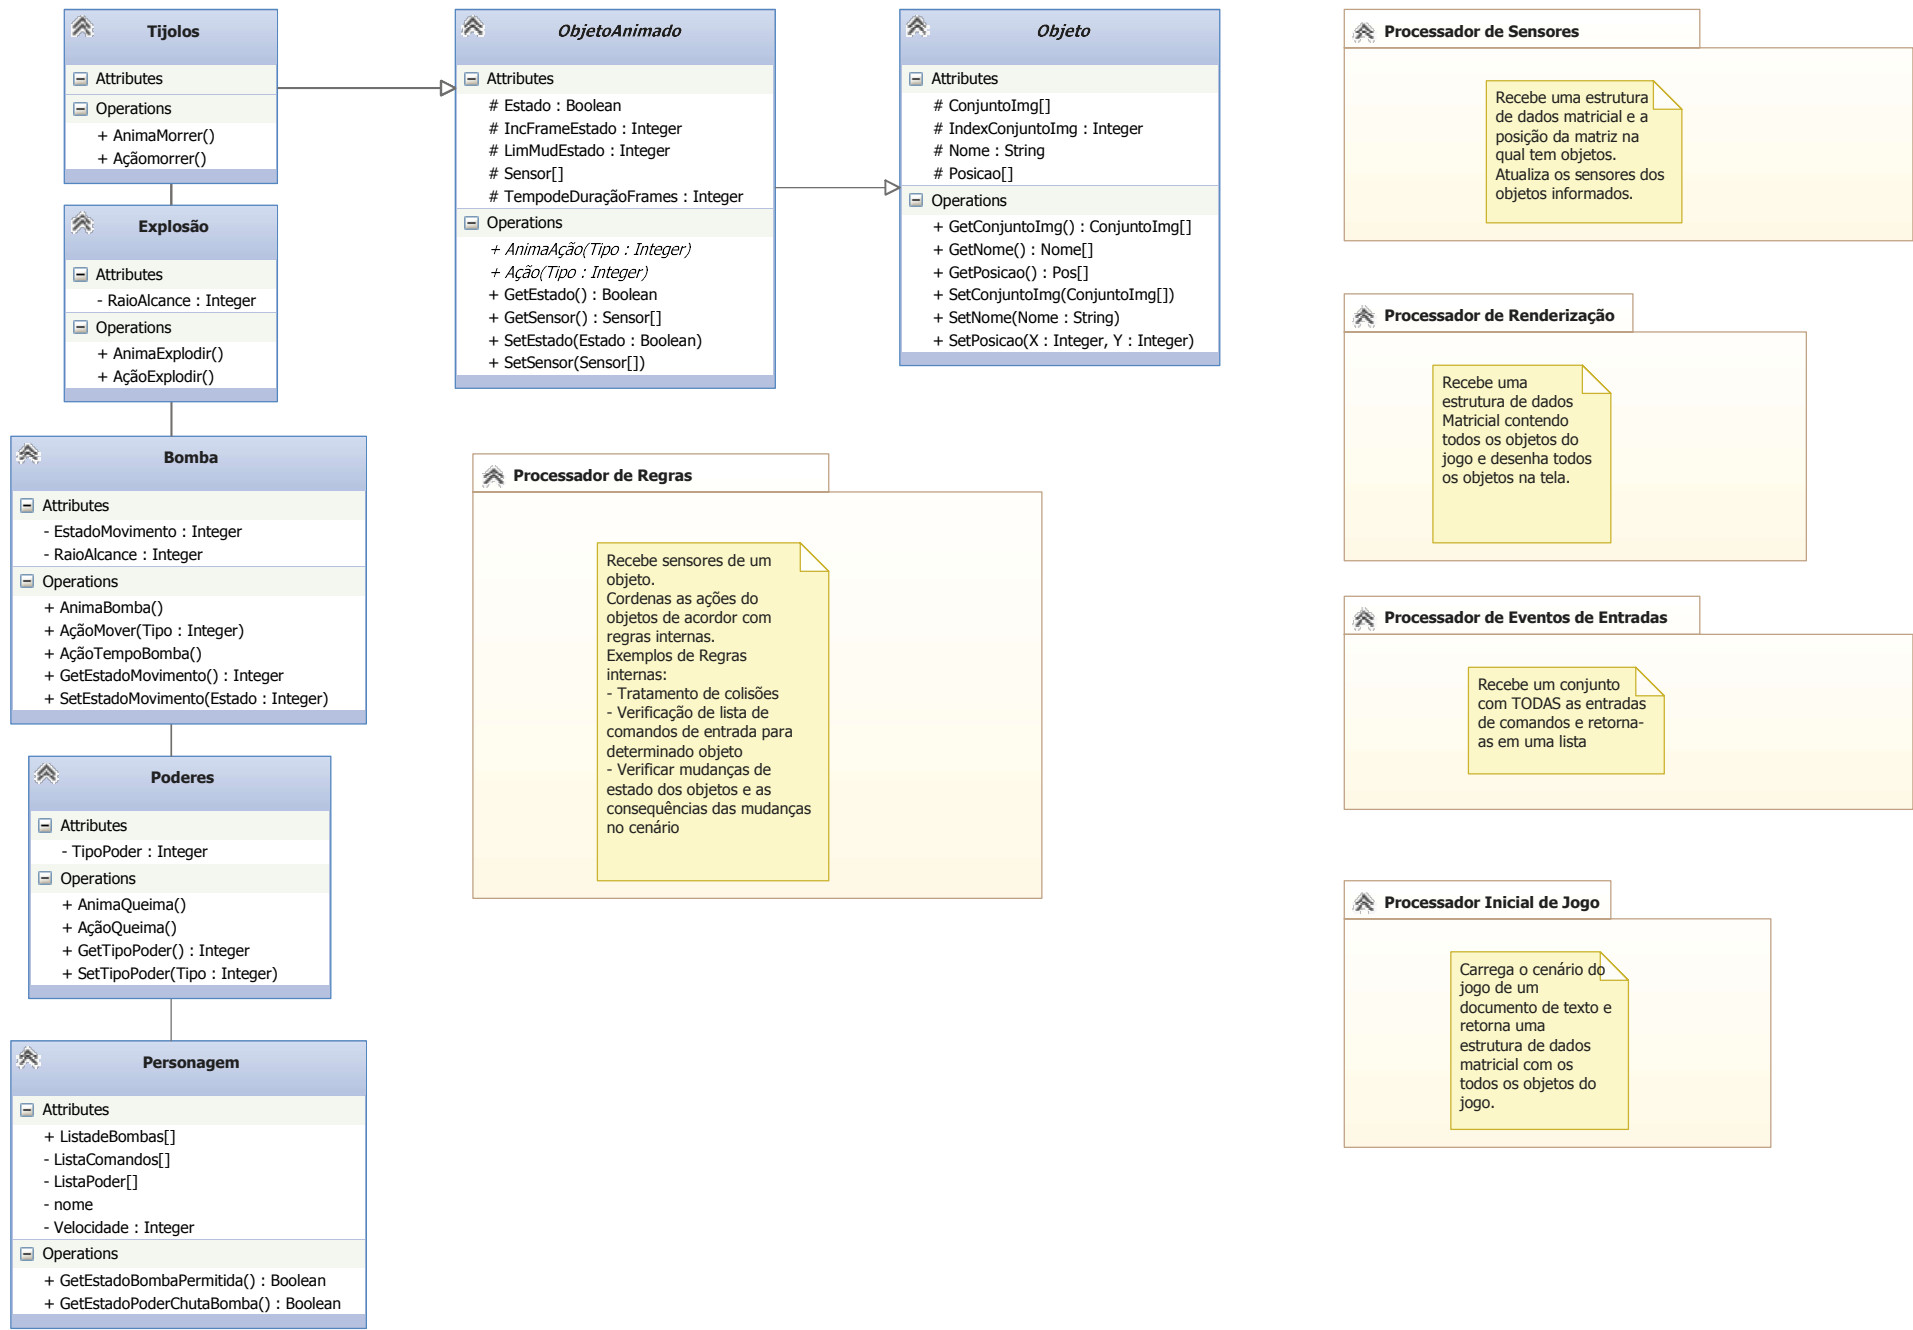 Tijolos
Attributes
Operations
+ AnimaMorrer()
+ Açãomorrer()
Explosão
Attributes
- RaioAlcance : Integer
Operations
+ AnimaExplodir()
+ AçãoExplodir()
Bomba
Attributes
- EstadoMovimento : Integer
- RaioAlcance : Integer
Operations
+ AnimaBomba()
+ AçãoMover(Tipo : Integer)
+ AçãoTempoBomba()
+ GetEstadoMovimento() : Integer
+ SetEstadoMovimento(Estado : Integer)
Poderes
Attributes
- TipoPoder : Integer
Operations
+ AnimaQueima()
+ AçãoQueima()
+ GetTipoPoder() : Integer
+ SetTipoPoder(Tipo : Integer)
Personagem
Attributes
+ ListadeBombas[]
- ListaComandos[]
- ListaPoder[]
- nome
- Velocidade : Integer
Operations
+ GetEstadoBombaPermitida() : Boolean
+ GetEstadoPoderChutaBomba() : Boolean
ObjetoAnimado
Attributes
# Estado : Boolean
# IncFrameEstado : Integer
# LimMudEstado : Integer
# Sensor[]
# TempodeDuraçãoFrames : Integer
Operations
+ AnimaAção(Tipo : Integer)
+ Ação(Tipo : Integer)
+ GetEstado() : Boolean
+ GetSensor() : Sensor[]
+ SetEstado(Estado : Boolean)
+ SetSensor(Sensor[])
Objeto
Attributes
# ConjuntoImg[]
# IndexConjuntoImg : Integer
# Nome : String
# Posicao[]
Operations
+ GetConjuntoImg() : ConjuntoImg[]
+ GetNome() : Nome[]
+ GetPosicao() : Pos[]
+ SetConjuntoImg(ConjuntoImg[])
+ SetNome(Nome : String)
+ SetPosicao(X : Integer, Y : Integer)
Processador de Regras
Recebe sensores de um
objeto.
Cordenas as ações do
objetos de acordor com
regras internas.
Exemplos de Regras
internas:
- Tratamento de colisões
- Verificação de lista de
comandos de entrada para
determinado objeto
- Verificar mudanças de
estado dos objetos e as
consequências das mudanças
no cenário
Processador de Sensores
Recebe uma estrutura
de dados matricial e a
posição da matriz na
qual tem objetos.
Atualiza os sensores dos
objetos informados.
Processador de Renderização
Recebe uma
estrutura de dados
Matricial contendo
todos os objetos do
jogo e desenha todos
os objetos na tela.
Processador de Eventos de Entradas
Recebe um conjunto
com TODAS as entradas
de comandos e retorna-
as em uma lista
Processador Inicial de Jogo
Carrega o cenário do
jogo de um
documento de texto e
retorna uma
estrutura de dados
matricial com os
todos os objetos do
jogo.